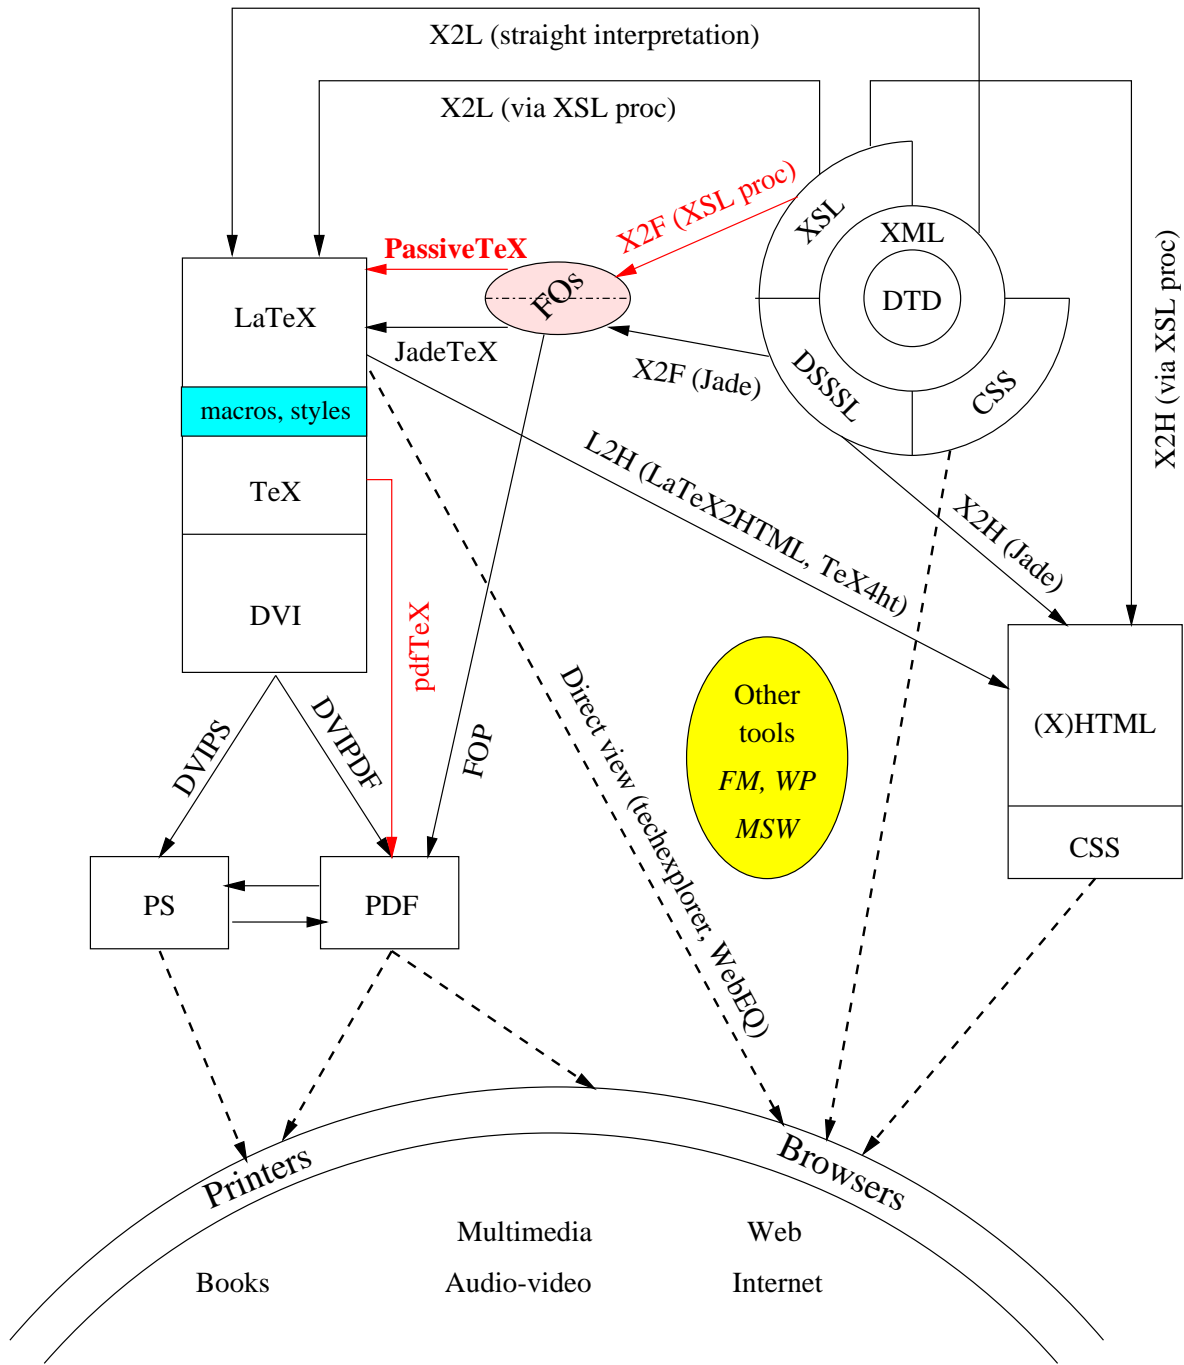 X2L (straight interpretation)
X2L (via XSL proc)
X2F (XSL proc)
XSL
XML
DTD
PassiveTeX
FOs
LaTeX
JadeTeX
X2F (Jade)
DSSSL
CSS
X2H (via XSL proc)
macros, styles
L2H (LaTeX2HTML, TeX4ht)
TeX
X2H (Jade)
DVI
pdfTeX
DVIPS
DVIPDF
FOP
Direct view (techexplorer, WebEQ)
Other
tools
FM, WP
MSW
(X)HTML
CSS
PS
PDF
Printers
Browsers
Multimedia
Web
Books
Audio-video
Internet